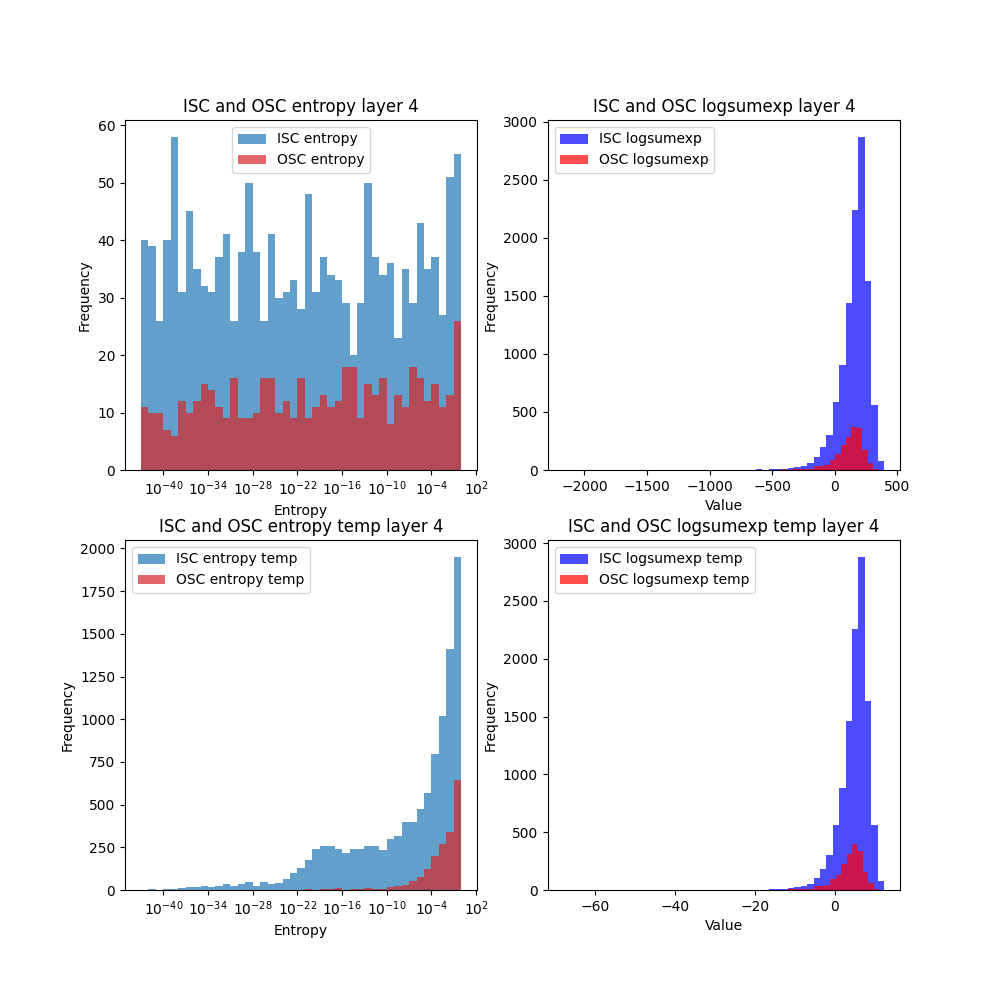 ISC and OSC entropy layer 4
ISC entropy
OSC entropy
Frequency
60
50
40
30
20
10
0
10⁻⁴⁰ 10⁻³⁴ 10⁻²⁸ 10⁻²² 10⁻¹⁶ 10⁻¹⁰ 10⁻⁴ 10²
Entropy
ISC and OSC logsumexp layer 4
ISC logsumexp
OSC logsumexp
Frequency
3000
2500
2000
1500
1000
500
0
−2000 −1500 −1000 −500 0 500
Value
ISC and OSC entropy temp layer 4
ISC entropy temp
OSC entropy temp
Frequency
2000
1750
1500
1250
1000
750
500
250
0
10⁻⁴⁰ 10⁻³⁴ 10⁻²⁸ 10⁻²² 10⁻¹⁶ 10⁻¹⁰ 10⁻⁴ 10²
Entropy
ISC and OSC logsumexp temp layer 4
ISC logsumexp temp
OSC logsumexp temp
Frequency
3000
2500
2000
1500
1000
500
0
−60 −40 −20 0
Value